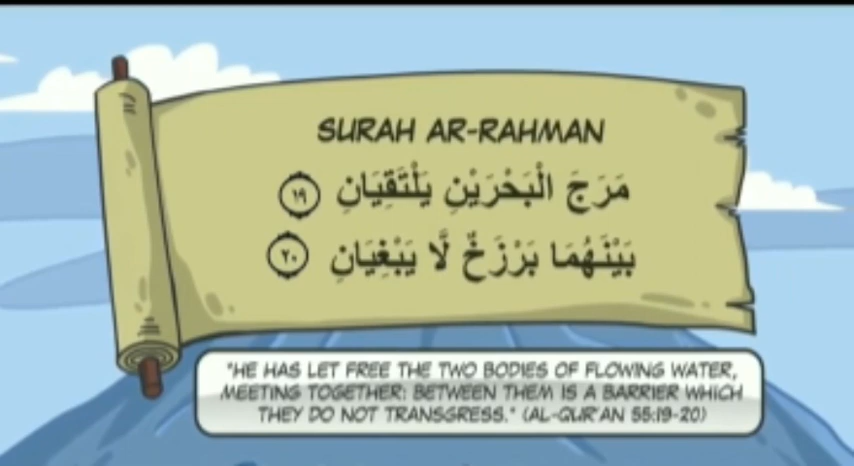 SURAH AR-RAHMAN
مَرَجَ الْبَحْرَيْنِ يَلْتَقِيَانِ ١٩
بَيْنَهُمَا بَرْزَخٌ لَّا يَبْغِيَانِ ٢٠
"HE HAS LET FREE THE TWO BODIES OF FLOWING WATER,
MEETING TOGETHER: BETWEEN THEM IS A BARRIER WHICH
THEY DO NOT TRANSGRESS." (AL-QUR'AN 55:19-20)